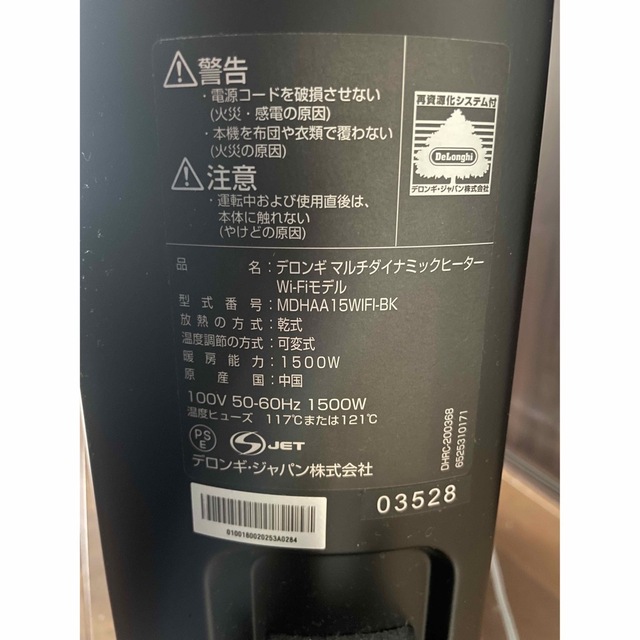 警告
・電源コードを破損させない
(火災・感電の原因)
・本機を布団や衣類で覆わない
(火災の原因)
注意
・運転中および使用直後は、
本体に触れない
(やけどの原因)
再資源化システム付
DeLonghi
デロンギ・ジャパン株式会社
品 名：デロンギ マルチダイナミックヒーター
Wi-Fiモデル
型式番号：MDHAA15WIFI-BK
放熱の方式：乾式
温度調節の方式：可変式
暖房能力：1500W
原産国：中国
100V 50-60Hz 1500W
温度ヒューズ 117℃または121℃
PSE
JET
デロンギ・ジャパン株式会社
DHRC-200368
6525310171
03528
0100180020253A0284